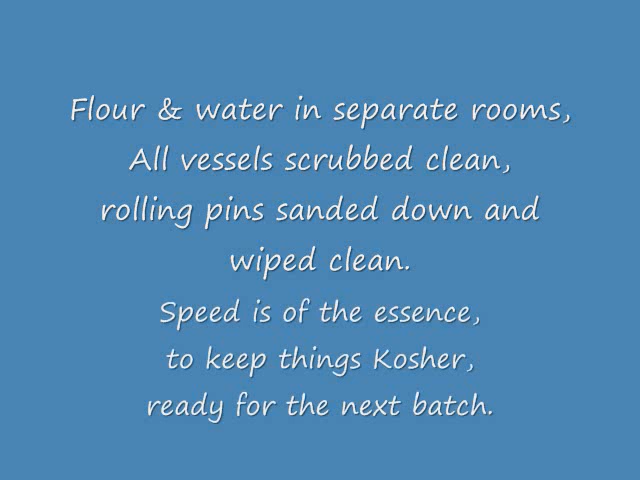 Flour & water in separate rooms,
All vessels scrubbed clean,
rolling pins sanded down and
wiped clean.
Speed is of the essence,
to keep things Kosher,
ready for the next batch.